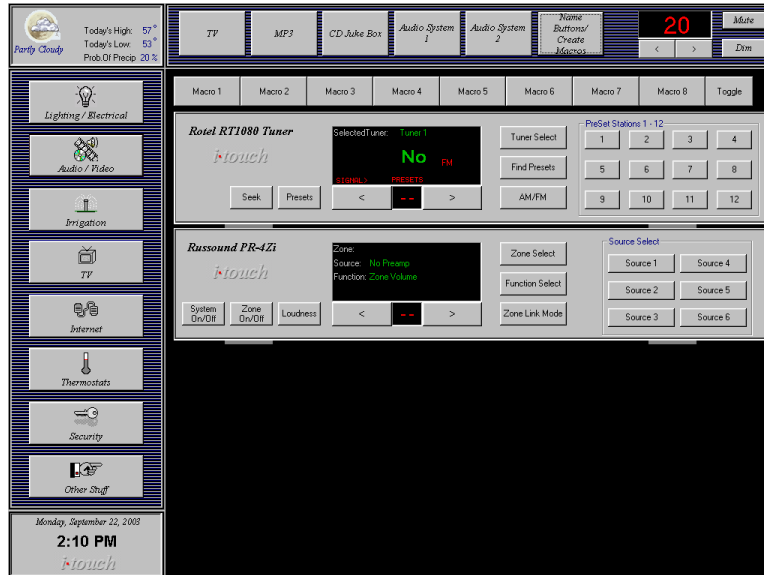 Partly Cloudy
Today's High: 57°
Today's Low: 53°
Prob.Of Precip 20 %
TV
MP3
CD Juke Box
Audio System 1
Audio System 2
Name Buttons/ Create Macros
20
<
>
Mute
Dim
Lighting / Electrical
Audio / Video
Irrigation
TV
Internet
Thermostats
Security
Other Stuff
Monday, September 22, 2003
2:10 PM
i·touch
Macro 1
Macro 2
Macro 3
Macro 4
Macro 5
Macro 6
Macro 7
Macro 8
Toggle
Rotel RT1080 Tuner
i·touch
Seek
Presets
SelectedTuner: Tuner 1
No
FM
SIGNAL>
PRESETS
<
--
>
Tuner Select
Find Presets
AM/FM
PreSet Stations 1 - 12
1
2
3
4
5
6
7
8
9
10
11
12
Russound PR-4Zi
i·touch
System On/Off
Zone On/Off
Loudness
Zone:
Source: No Preamp
Function: Zone Volume
<
--
>
Zone Select
Function Select
Zone Link Mode
Source Select
Source 1
Source 4
Source 2
Source 5
Source 3
Source 6